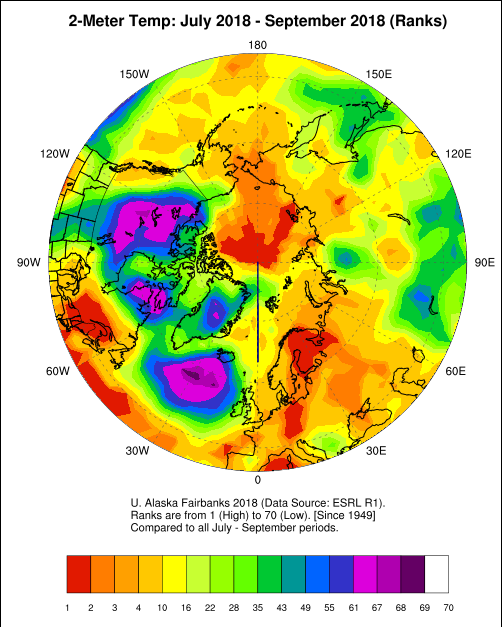 2-Meter Temp: July 2018 - September 2018 (Ranks)
180
150W 150E
120W 120E
90W 90E
60W 60E
30W 30E
0
U. Alaska Fairbanks 2018 (Data Source: ESRL R1).
Ranks are from 1 (High) to 70 (Low). [Since 1949]
Compared to all July - September periods.
1 2 3 4 10 16 22 28 35 43 49 55 61 67 68 69 70